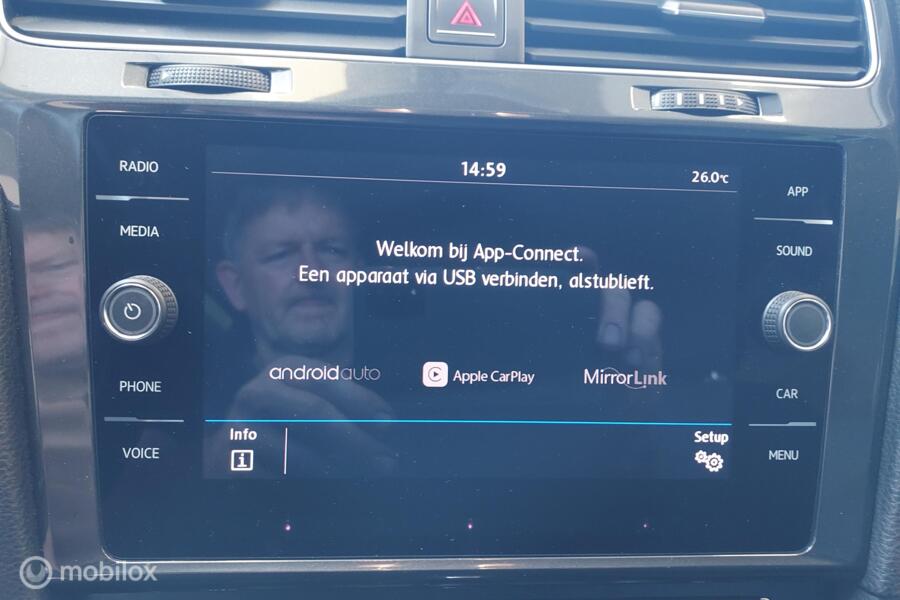 RADIO
MEDIA
PHONE
VOICE
14:59
26.0°C
Welkom bij App-Connect.
Een apparaat via USB verbinden, alstublieft.
androidauto
Apple CarPlay
MirrorLink
Info
i
Setup
APP
SOUND
CAR
MENU
mobilox